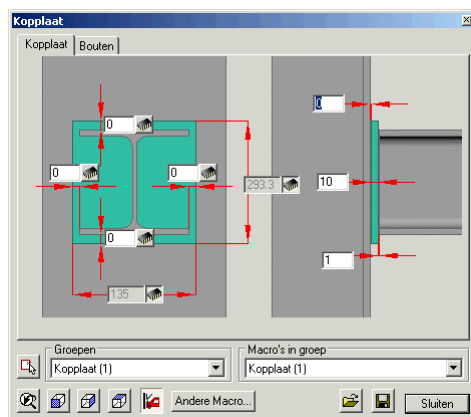 Kopplaat
Kopplaat Bouten
0
0
0
0
0
293.3
10
1
135
Groepen
Macro's in groep
Kopplaat (1)
Kopplaat (1)
Andere Macro...
Sluiten